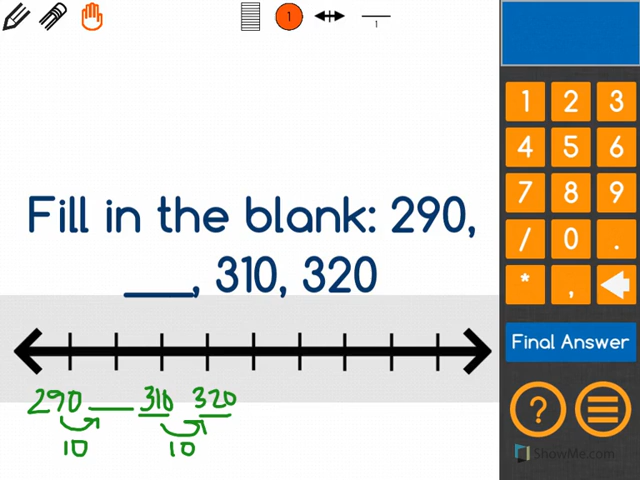 1
1
1 2 3
4 5 6
7 8 9
/ 0 .
* ,
Fill in the blank: 290,
___, 310, 320
Final Answer
290 ___ 310 320
10 10
?
ShowMe.com